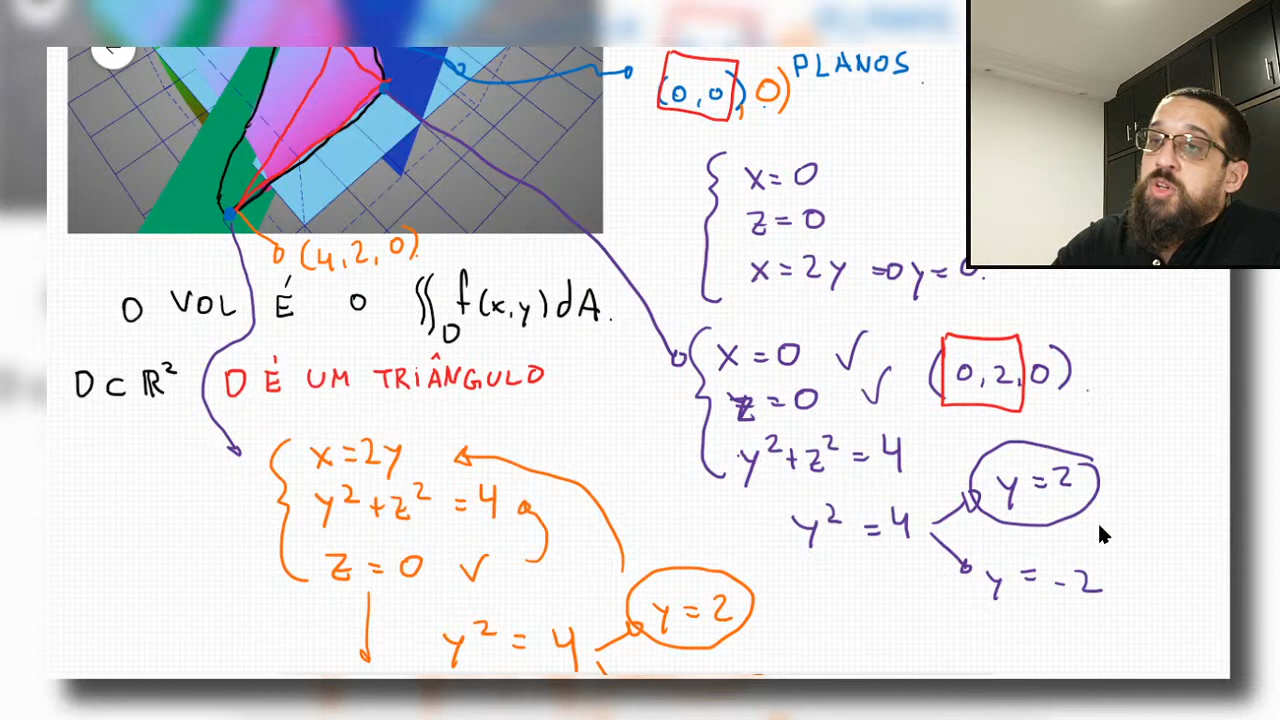 (0,0),0) PLANOS
x=0
z=0
x=2y ⇒ y=0.
(4,2,0)
O VOL É O ∬_D f(x,y)dA.
D⊂ℝ² D É UM TRIÂNGULO
x=0 ✓ (0,2,0)
z=0 ✓
y²+z²=4
y²=4
y=2
y=-2
x=2y
y²+z²=4
z=0 ✓
y²=4
y=2